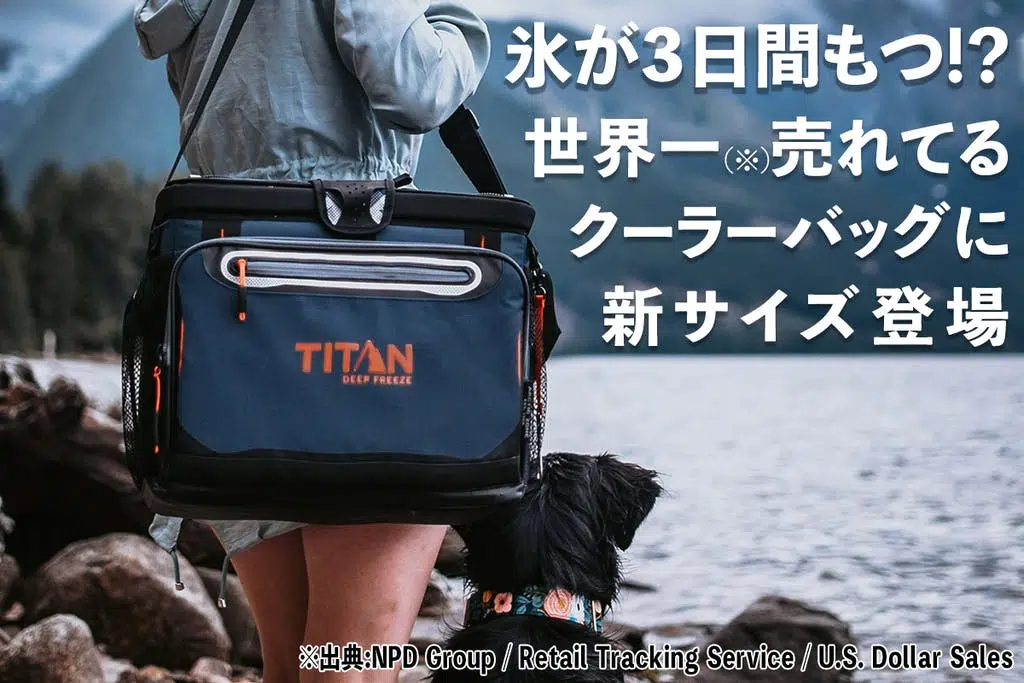 氷が3日間もつ!?
世界一(※)売れてる
クーラーバッグに
新サイズ登場
TITAN
DEEP FREEZE
※出典:NPD Group / Retail Tracking Service / U.S. Dollar Sales